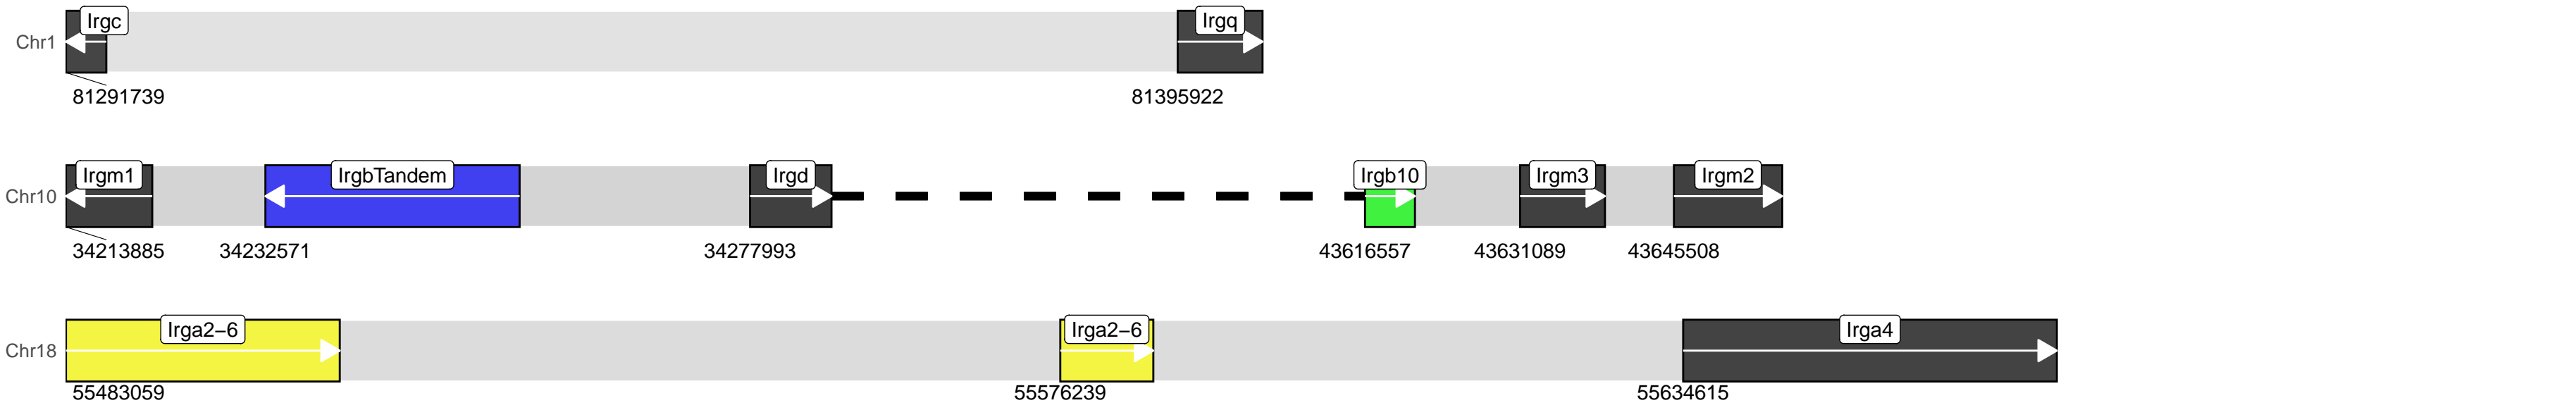 Irgc Irgq
Chr1
81291739 81395922
Irgm1 IrgbTandem Irgd Irgb10 Irgm3 Irgm2
Chr10
34213885 34232571 34277993 43616557 43631089 43645508
Irga2−6 Irga2−6 Irga4
Chr18
55483059 55576239 55634615